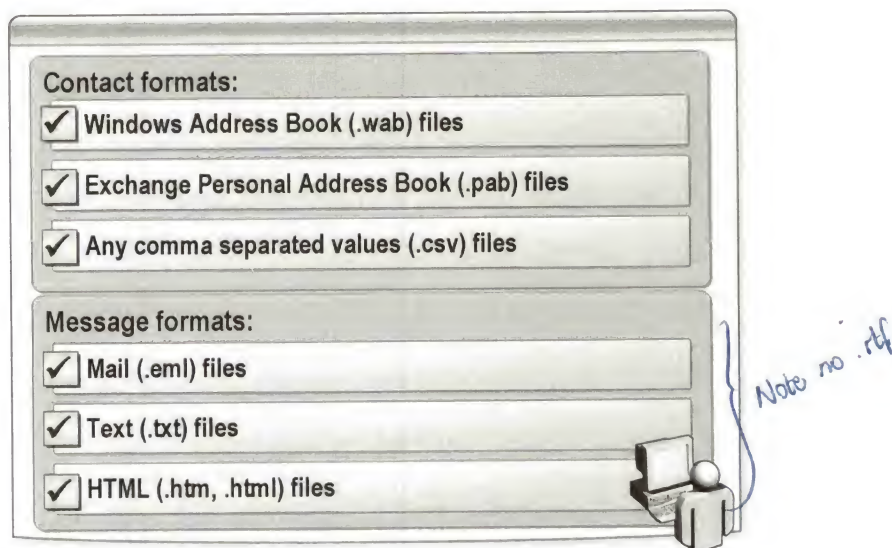 Contact formats:
Windows Address Book (.wab) files
Exchange Personal Address Book (.pab) files
Any comma separated values (.csv) files
Message formats:
Mail (.eml) files
Text (.txt) files
HTML (.htm, .html) files
Note no .rtf